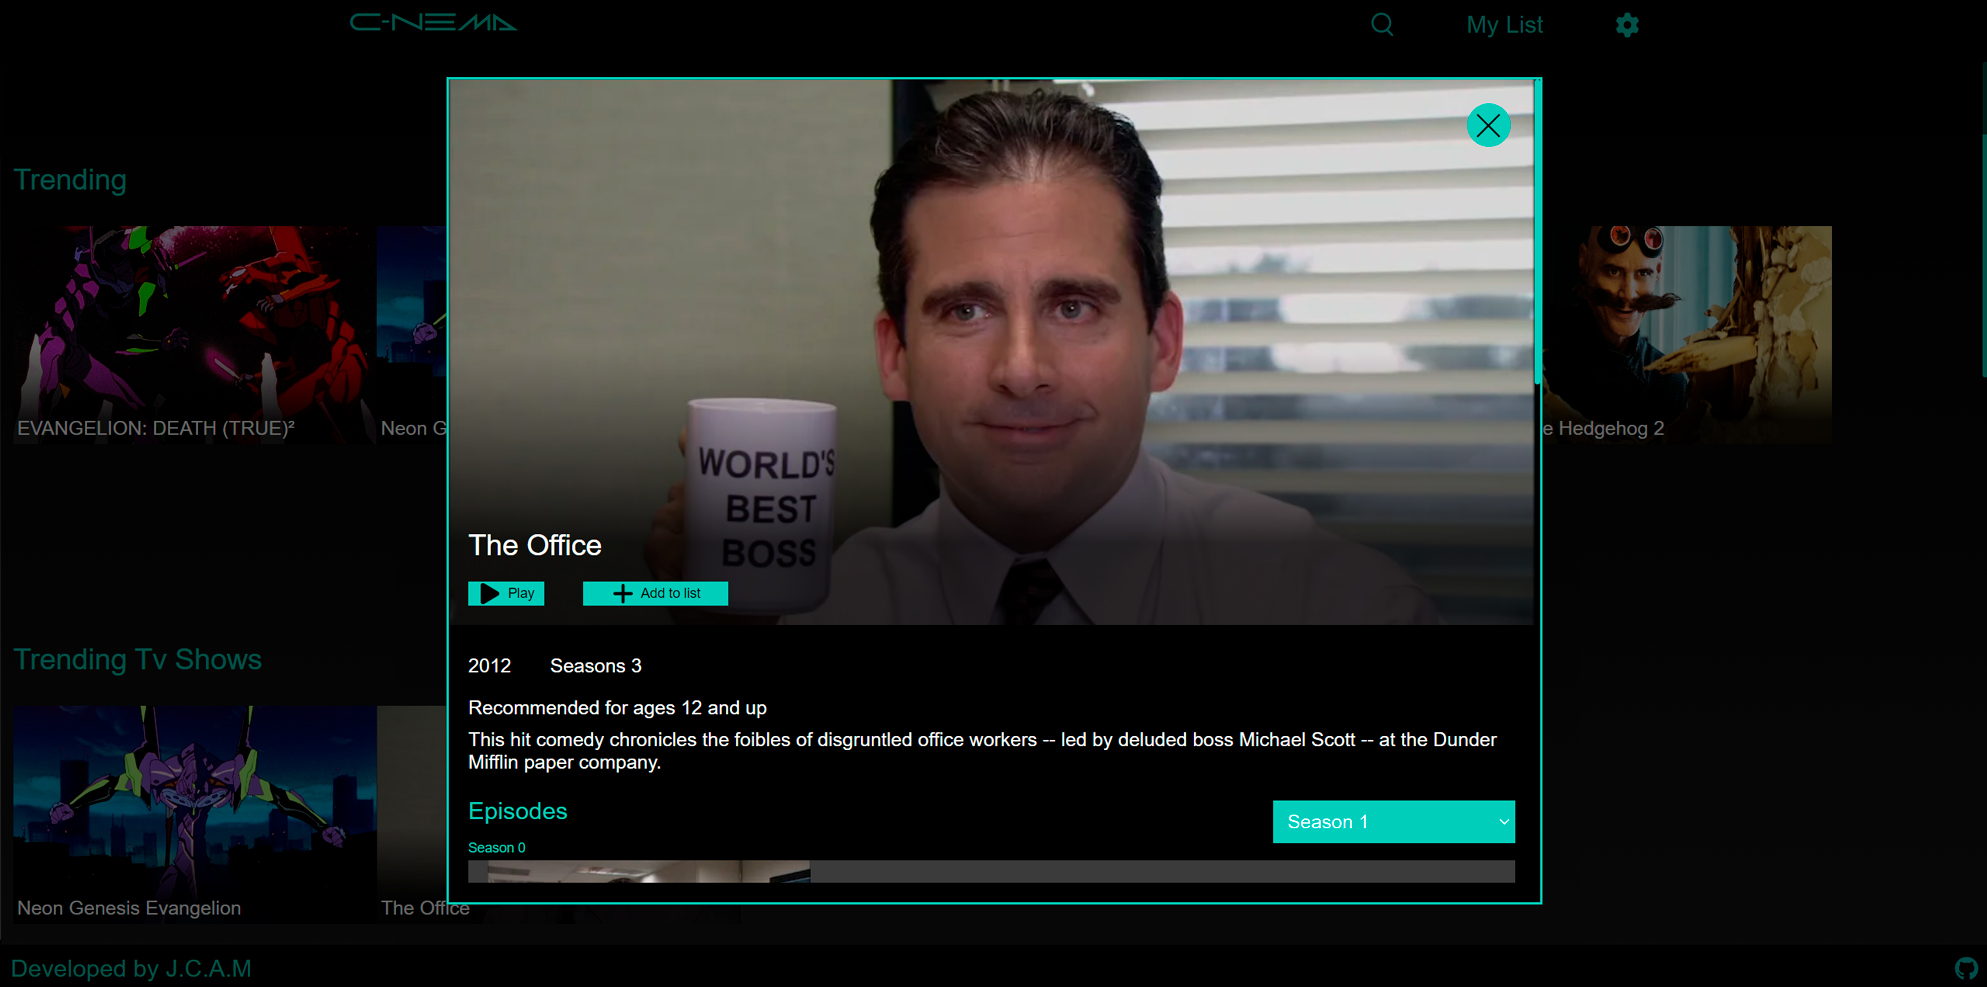 C-NEMA
My List
Trending
EVANGELION: DEATH (TRUE)²
Neon G
e Hedgehog 2
WORLD'S
BEST
BOSS
The Office
Play
Add to list
2012 Seasons 3
Recommended for ages 12 and up
This hit comedy chronicles the foibles of disgruntled office workers -- led by deluded boss Michael Scott -- at the Dunder
Mifflin paper company.
Episodes
Season 1
Season 0
Trending Tv Shows
Neon Genesis Evangelion
The Office
Developed by J.C.A.M